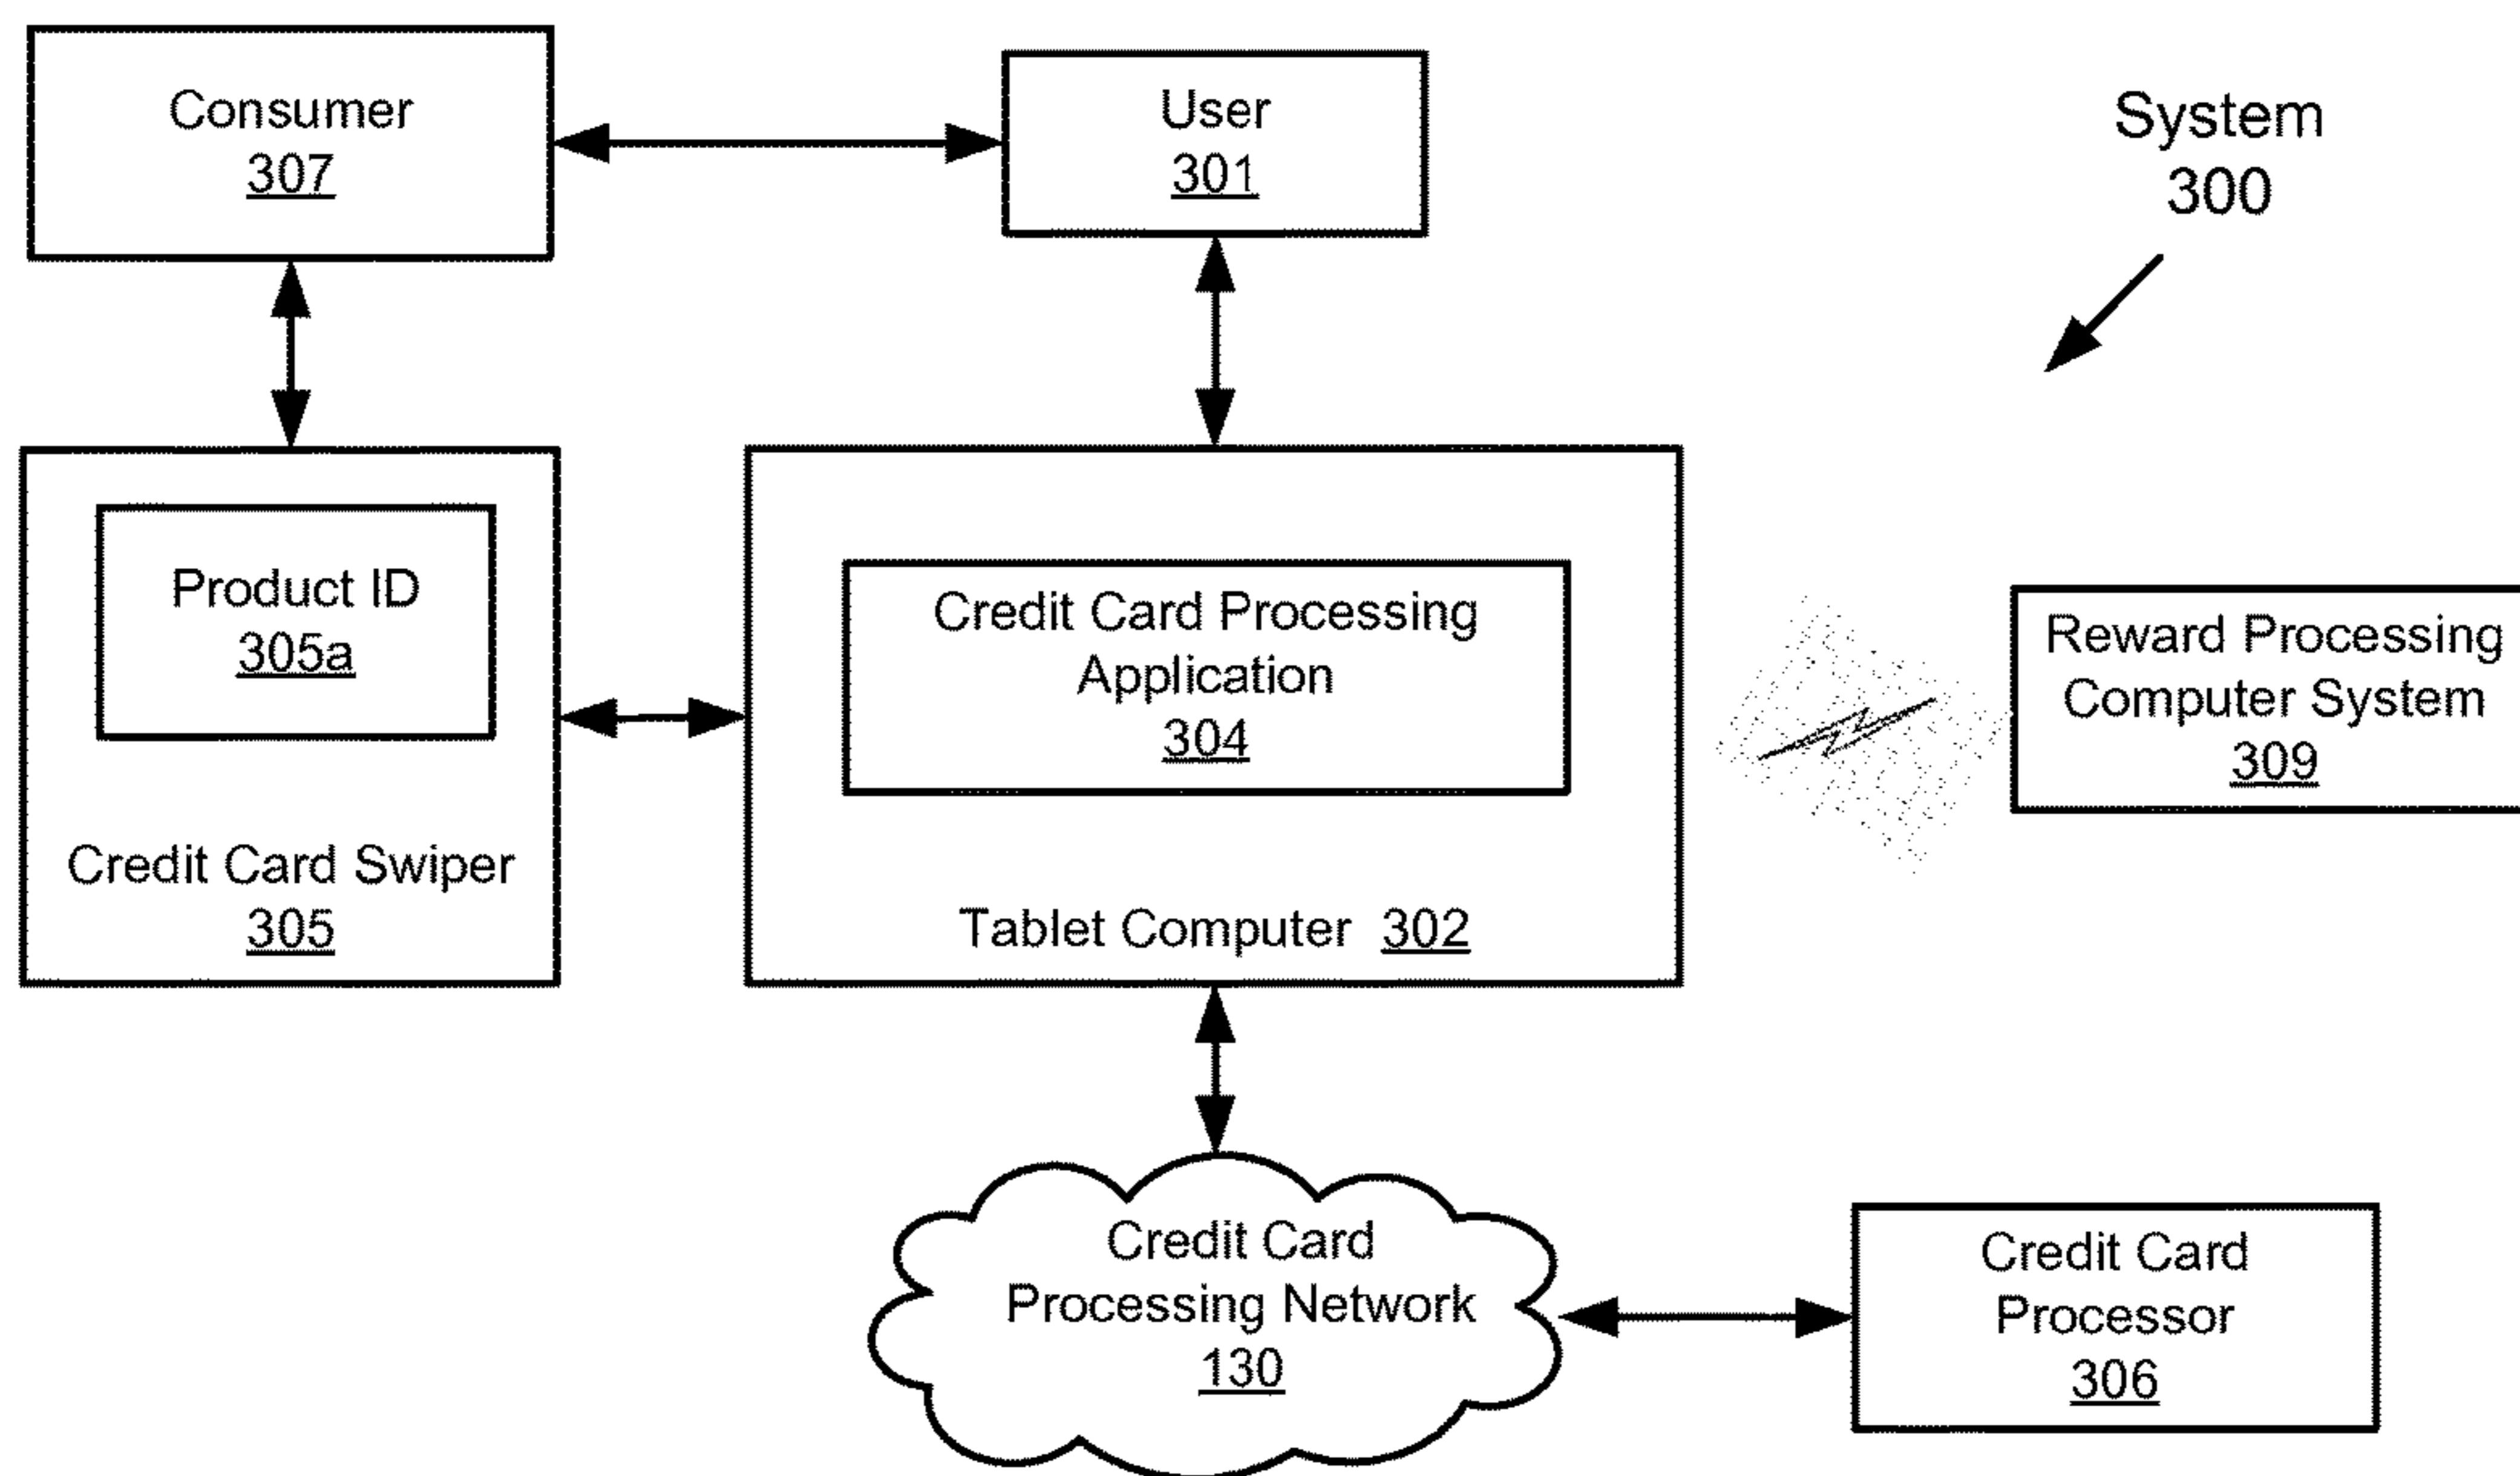 Consumer
307
User
301
System
300
Product ID
305a
Credit Card Swiper
305
Credit Card Processing
Application
304
Tablet Computer 302
Reward Processing
Computer System
309
Credit Card
Processing Network
130
Credit Card
Processor
306